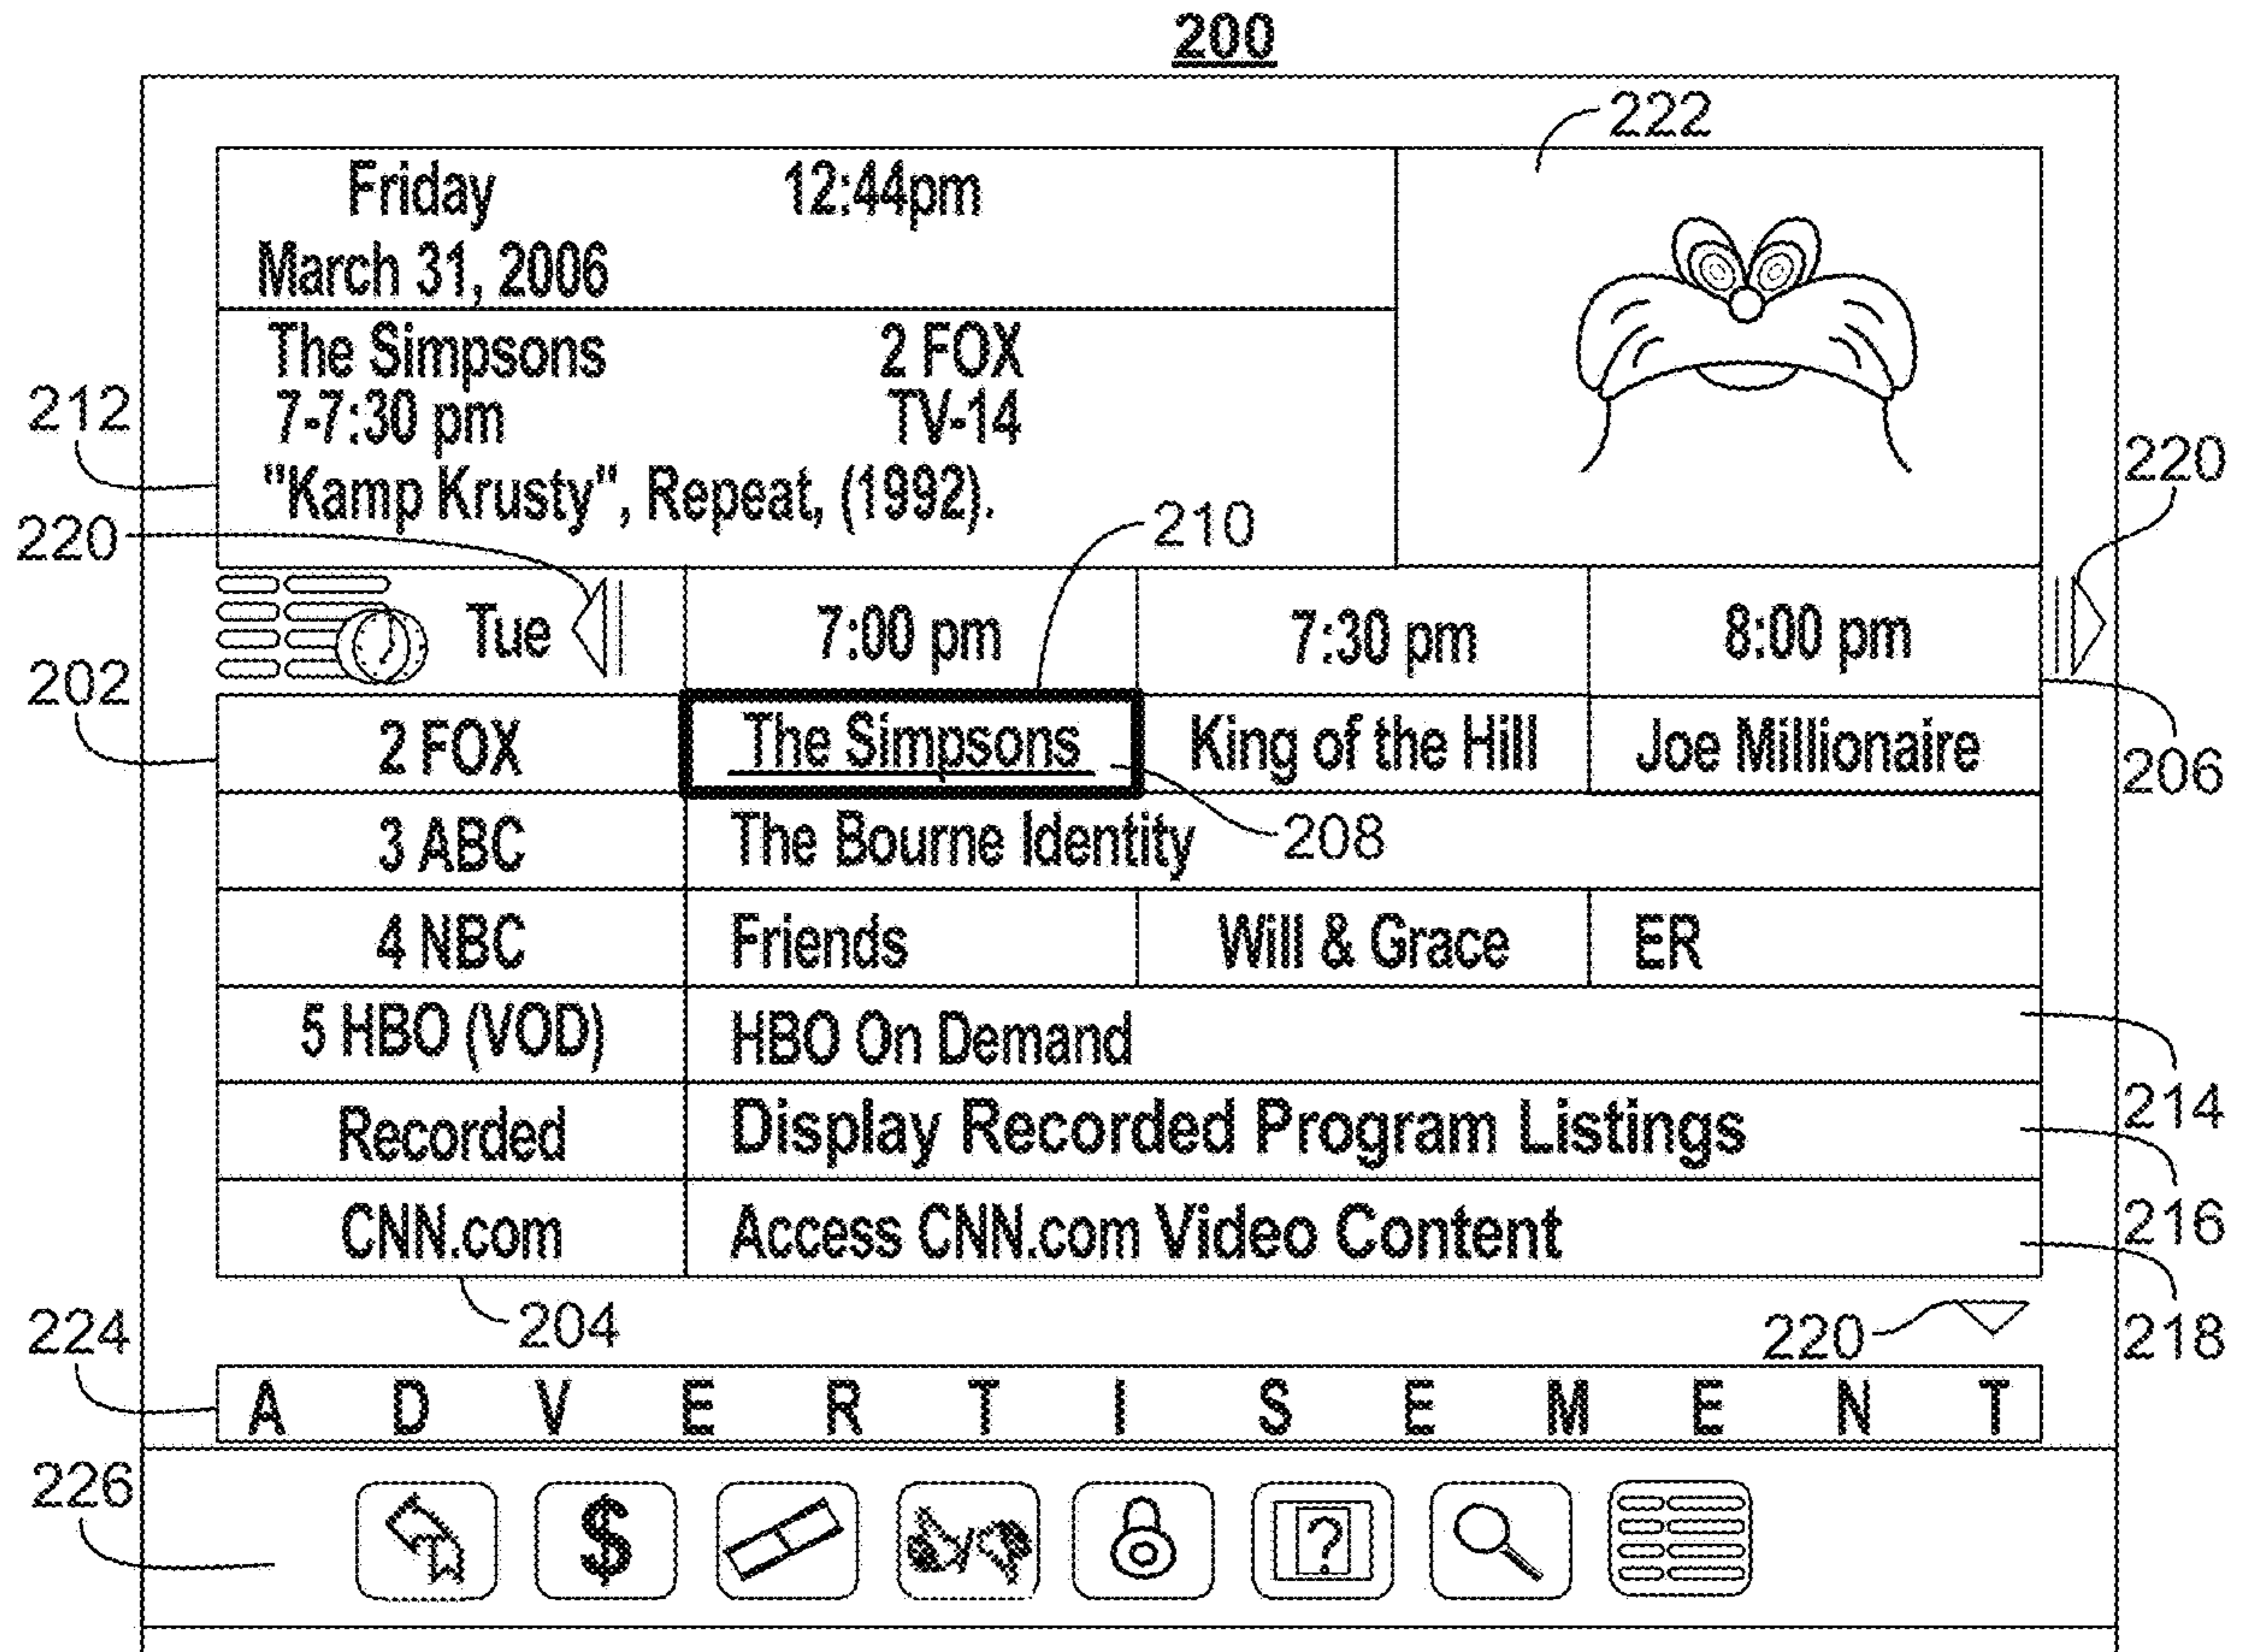 200
222
Friday 12:44pm
March 31, 2006
The Simpsons 2 FOX
212
7-7:30 pm TV-14
220
"Kamp Krusty", Repeat, (1992).
210
220
Tue 7:00 pm 7:30 pm 8:00 pm
202
2 FOX The Simpsons King of the Hill Joe Millionaire
206
3 ABC The Bourne Identity 208
4 NBC Friends Will & Grace ER
5 HBO (VOD) HBO On Demand
214
Recorded Display Recorded Program Listings
216
CNN.com Access CNN.com Video Content
224 204 220 218
A D V E R T I S E M E N T
226
$ ?